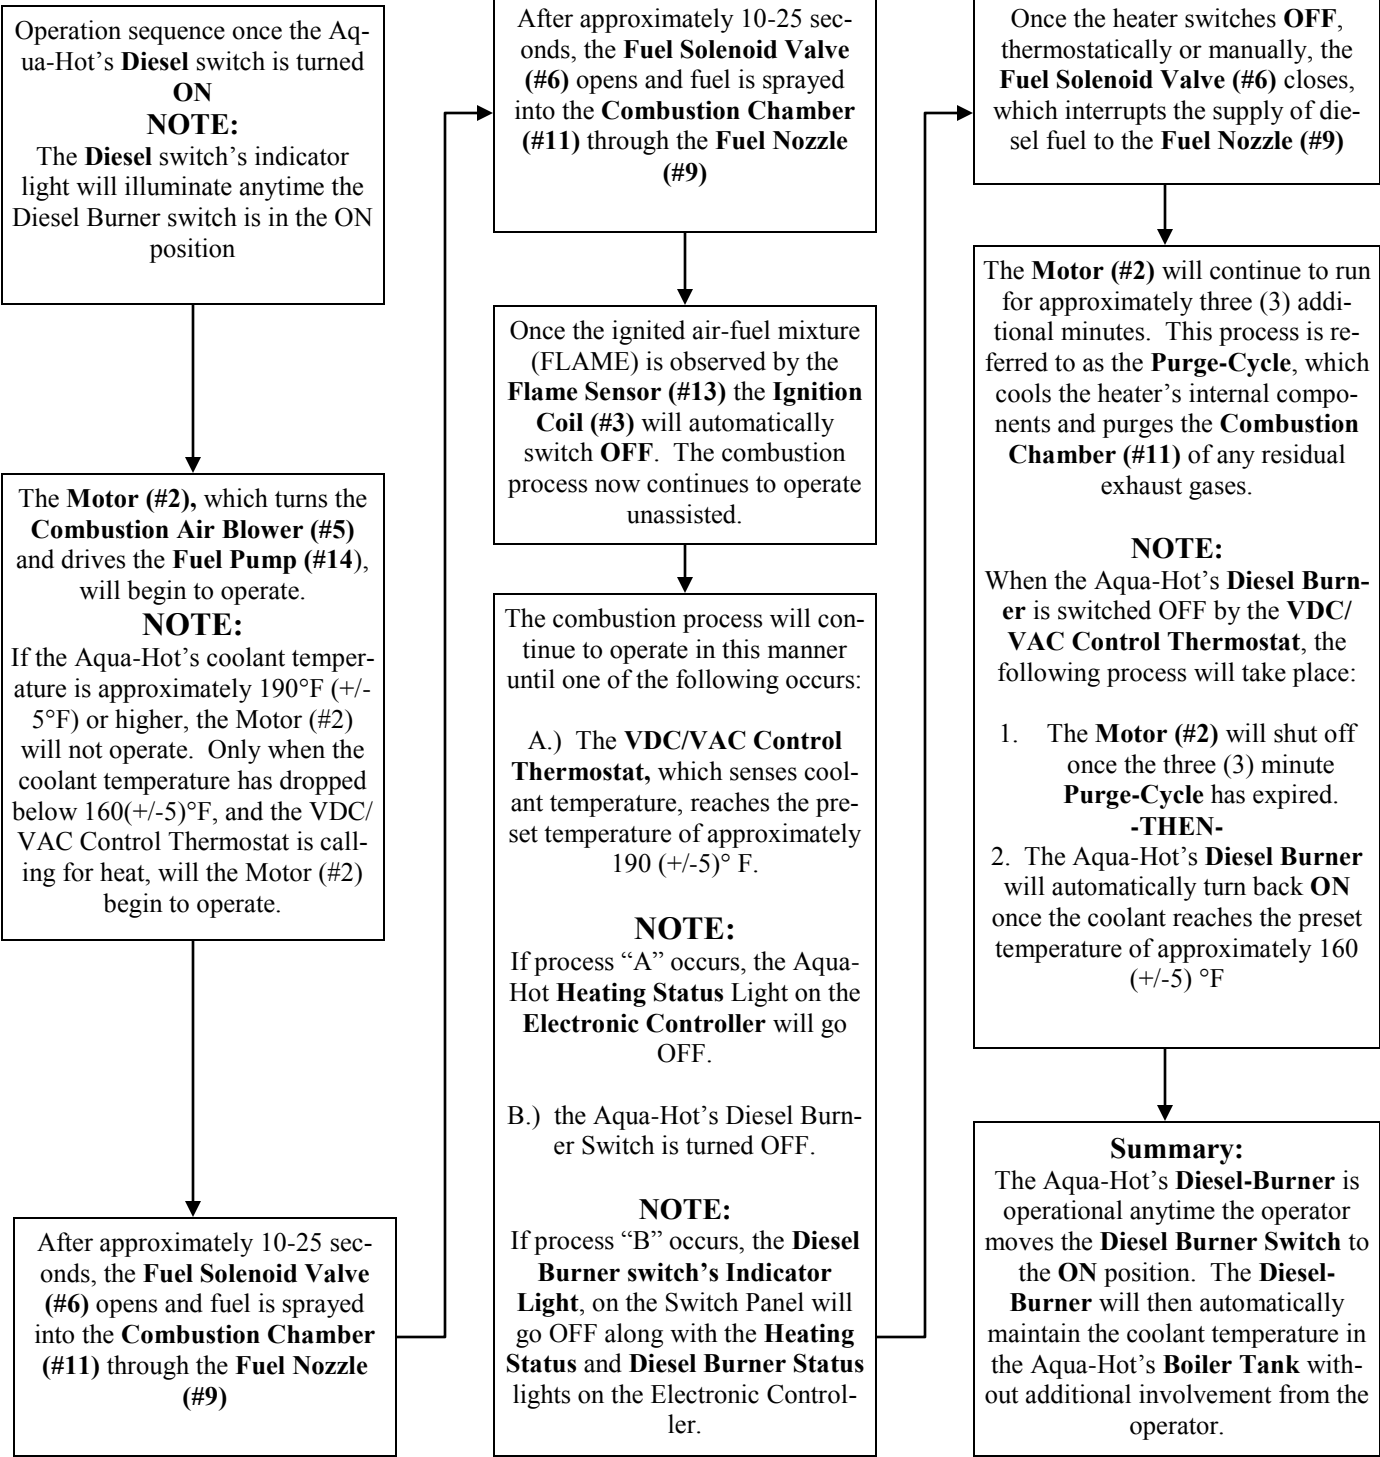 Operation sequence once the Aq-
ua-Hot’s Diesel switch is turned
ON
NOTE:
The Diesel switch’s indicator
light will illuminate anytime the
Diesel Burner switch is in the ON
position
The Motor (#2), which turns the
Combustion Air Blower (#5)
and drives the Fuel Pump (#14),
will begin to operate.
NOTE:
If the Aqua-Hot’s coolant temper-
ature is approximately 190°F (+/-
5°F) or higher, the Motor (#2)
will not operate. Only when the
coolant temperature has dropped
below 160(+/-5)°F, and the VDC/
VAC Control Thermostat is call-
ing for heat, will the Motor (#2)
begin to operate.
After approximately 10-25 sec-
onds, the Fuel Solenoid Valve
(#6) opens and fuel is sprayed
into the Combustion Chamber
(#11) through the Fuel Nozzle
(#9)
After approximately 10-25 sec-
onds, the Fuel Solenoid Valve
(#6) opens and fuel is sprayed
into the Combustion Chamber
(#11) through the Fuel Nozzle
(#9)
Once the ignited air-fuel mixture
(FLAME) is observed by the
Flame Sensor (#13) the Ignition
Coil (#3) will automatically
switch OFF. The combustion
process now continues to operate
unassisted.
The combustion process will con-
tinue to operate in this manner
until one of the following occurs:
A.) The VDC/VAC Control
Thermostat, which senses cool-
ant temperature, reaches the pre-
set temperature of approximately
190 (+/-5)° F.
NOTE:
If process “A” occurs, the Aqua-
Hot Heating Status Light on the
Electronic Controller will go
OFF.
B.) the Aqua-Hot’s Diesel Burn-
er Switch is turned OFF.
NOTE:
If process “B” occurs, the Diesel
Burner switch’s Indicator
Light, on the Switch Panel will
go OFF along with the Heating
Status and Diesel Burner Status
lights on the Electronic Control-
ler.
Once the heater switches OFF,
thermostatically or manually, the
Fuel Solenoid Valve (#6) closes,
which interrupts the supply of die-
sel fuel to the Fuel Nozzle (#9)
The Motor (#2) will continue to run
for approximately three (3) addi-
tional minutes. This process is re-
ferred to as the Purge-Cycle, which
cools the heater’s internal compo-
nents and purges the Combustion
Chamber (#11) of any residual
exhaust gases.
NOTE:
When the Aqua-Hot’s Diesel Burn-
er is switched OFF by the VDC/
VAC Control Thermostat, the
following process will take place:
1. The Motor (#2) will shut off
once the three (3) minute
Purge-Cycle has expired.
-THEN-
2. The Aqua-Hot’s Diesel Burner
will automatically turn back ON
once the coolant reaches the preset
temperature of approximately 160
(+/-5) °F
Summary:
The Aqua-Hot’s Diesel-Burner is
operational anytime the operator
moves the Diesel Burner Switch to
the ON position. The Diesel-
Burner will then automatically
maintain the coolant temperature in
the Aqua-Hot’s Boiler Tank with-
out additional involvement from the
operator.